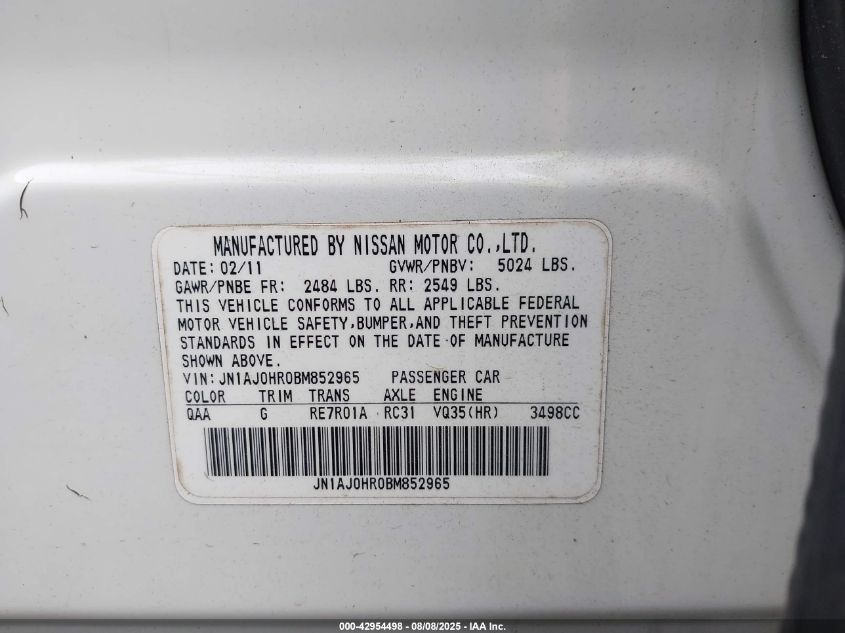 MANUFACTURED BY NISSAN MOTOR CO.,LTD.
DATE: 02/11 GVWR/PNBV: 5024 LBS.
GAWR/PNBE FR: 2484 LBS. RR: 2549 LBS.
THIS VEHICLE CONFORMS TO ALL APPLICABLE FEDERAL
MOTOR VEHICLE SAFETY,BUMPER,AND THEFT PREVENTION
STANDARDS IN EFFECT ON THE DATE OF MANUFACTURE
SHOWN ABOVE.
VIN: JN1AJ0HR0BM852965 PASSENGER CAR
COLOR TRIM TRANS AXLE ENGINE
QAA G RE7R01A RC31 VQ35(HR) 3498CC
JN1AJ0HR0BM852965
000-42954498 - 08/08/2025 - IAA Inc.